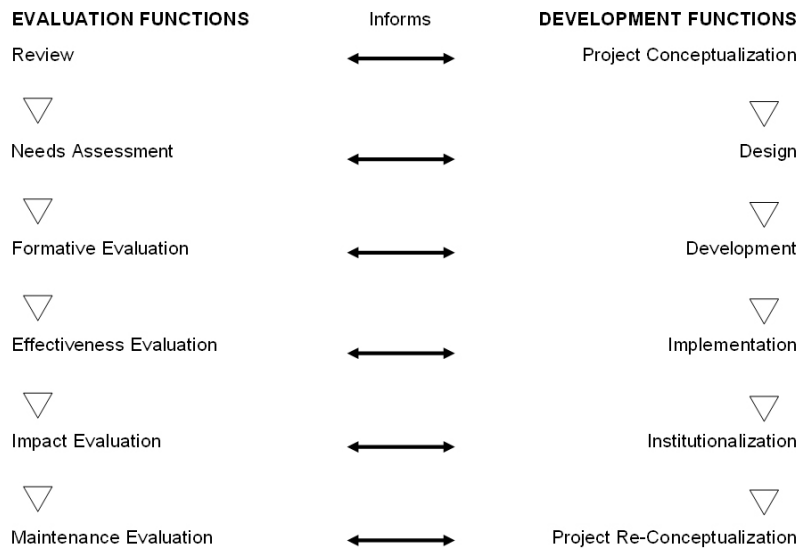 EVALUATION FUNCTIONS Informs DEVELOPMENT FUNCTIONS
Review Project Conceptualization
Needs Assessment Design
Formative Evaluation Development
Effectiveness Evaluation Implementation
Impact Evaluation Institutionalization
Maintenance Evaluation Project Re-Conceptualization